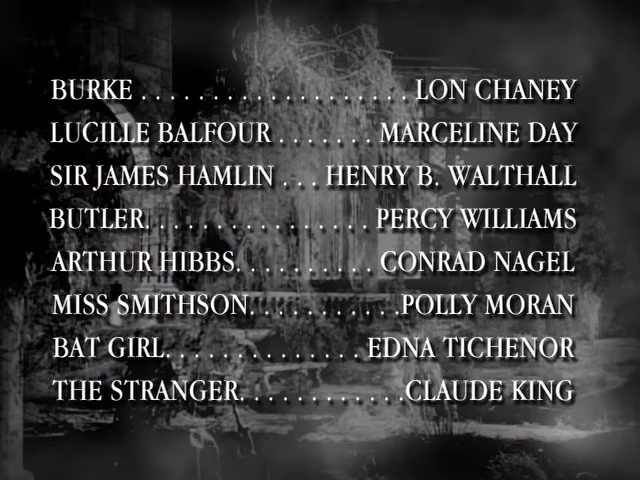 BURKE . . . . . . . . . . . . . . . . . . . LON CHANEY
LUCILLE BALFOUR . . . . . . . MARCELINE DAY
SIR JAMES HAMLIN . . . HENRY B. WALTHALL
BUTLER. . . . . . . . . . . . . . . . PERCY WILLIAMS
ARTHUR HIBBS. . . . . . . . . . CONRAD NAGEL
MISS SMITHSON. . . . . . . . . . .POLLY MORAN
BAT GIRL. . . . . . . . . . . . . . EDNA TICHENOR
THE STRANGER. . . . . . . . . . . .CLAUDE KING